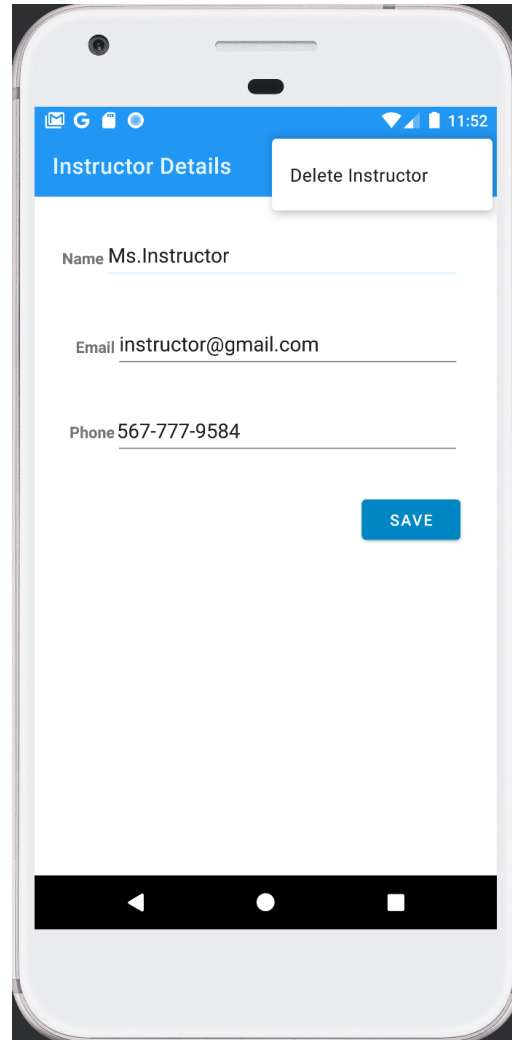 11:52
Instructor Details
Delete Instructor
Name Ms.Instructor
Email instructor@gmail.com
Phone 567-777-9584
SAVE